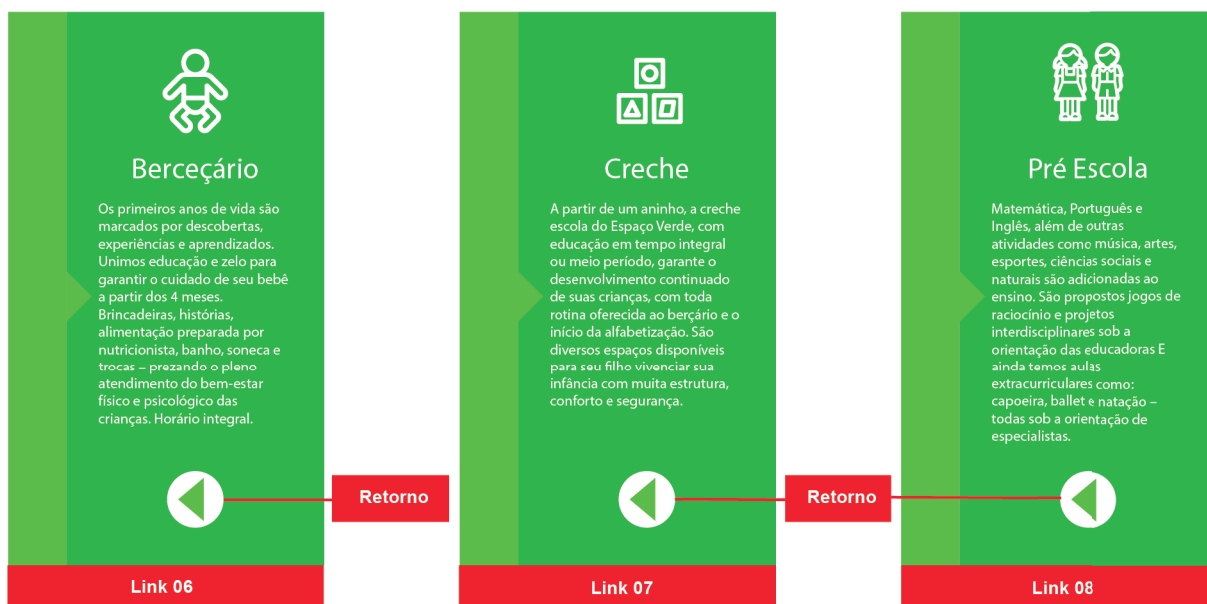 Berceçário
Os primeiros anos de vida são
marcados por descobertas,
experiências e aprendizados.
Unimos educação e zelo para
garantir o cuidado de seu bebê
a partir dos 4 meses.
Brincadeiras, histórias,
alimentação preparada por
nutricionista, banho, soneca e
trocas – prezando o pleno
atendimento do bem-estar
físico e psicológico das
crianças. Horário integral.
Retorno
Link 06
Creche
A partir de um aninho, a creche
escola do Espaço Verde, com
educação em tempo integral
ou meio período, garante o
desenvolvimento continuado
de suas crianças, com toda
rotina oferecida ao berçário e o
início da alfabetização. São
diversos espaços disponíveis
para seu filho vivenciar sua
infância com muita estrutura,
conforto e segurança.
Retorno
Link 07
Pré Escola
Matemática, Português e
Inglês, além de outras
atividades como música, artes,
esportes, ciências sociais e
naturais são adicionadas ao
ensino. São propostos jogos de
raciocínio e projetos
interdisciplinares sob a
orientação das educadoras E
ainda temos aulas
extracurriculares como:
capoeira, ballet e natação –
todas sob a orientação de
especialistas.
Link 08